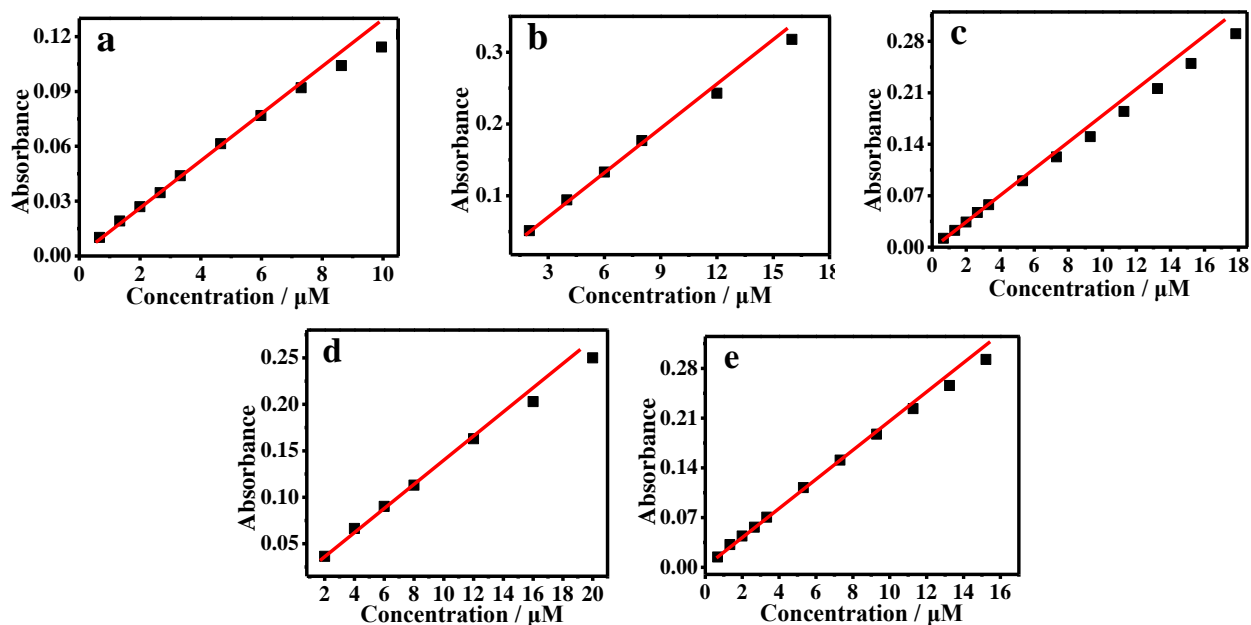 a
0.12
0.09
0.06
0.03
0.00
Absorbance
0 2 4 6 8 10
Concentration / μM
b
0.3
0.2
0.1
Absorbance
3 6 9 12 15 18
Concentration / μM
c
0.28
0.21
0.14
0.07
0.00
Absorbance
0 2 4 6 8 10 12 14 16 18
Concentration / μM
d
0.25
0.20
0.15
0.10
0.05
Absorbance
2 4 6 8 10 12 14 16 18 20
Concentration / μM
e
0.28
0.21
0.14
0.07
0.00
Absorbance
0 2 4 6 8 10 12 14 16
Concentration / μM